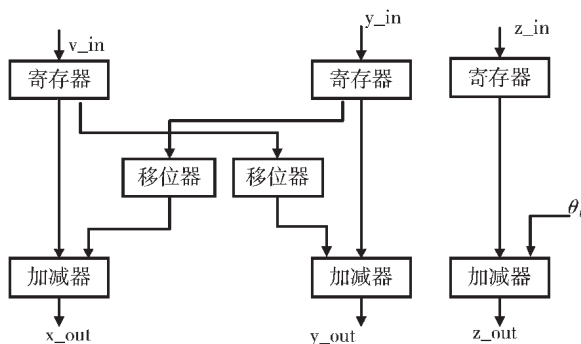 v_in
y_in
z_in
寄存器
寄存器
寄存器
移位器
移位器
θ
加减器
加减器
加减器
x_out
y_out
z_out